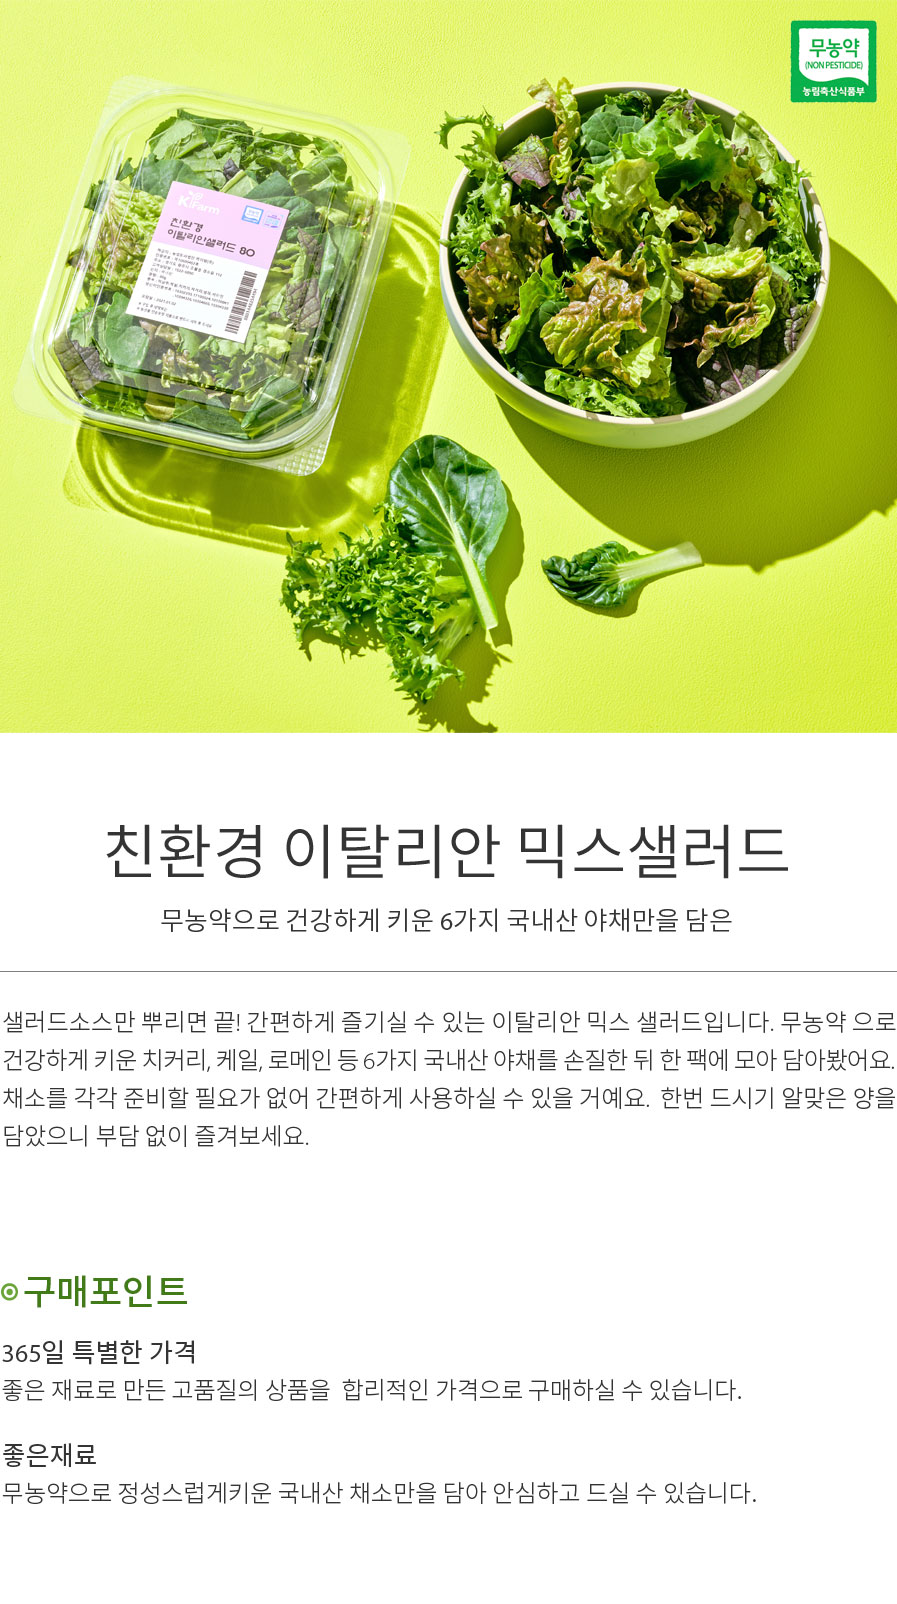 무농약
(NON PESTICIDE)
농림축산식품부
KiFarm
친환경
이탈리안샐러드 80
친환경 이탈리안 믹스샐러드
무농약으로 건강하게 키운 6가지 국내산 야채만을 담은
샐러드소스만 뿌리면 끝! 간편하게 즐기실 수 있는 이탈리안 믹스 샐러드입니다. 무농약 으로
건강하게 키운 치커리, 케일, 로메인 등 6가지 국내산 야채를 손질한 뒤 한 팩에 모아 담아봤어요.
채소를 각각 준비할 필요가 없어 간편하게 사용하실 수 있을 거예요. 한번 드시기 알맞은 양을
담았으니 부담 없이 즐겨보세요.
구매포인트
365일 특별한 가격
좋은 재료로 만든 고품질의 상품을 합리적인 가격으로 구매하실 수 있습니다.
좋은재료
무농약으로 정성스럽게키운 국내산 채소만을 담아 안심하고 드실 수 있습니다.